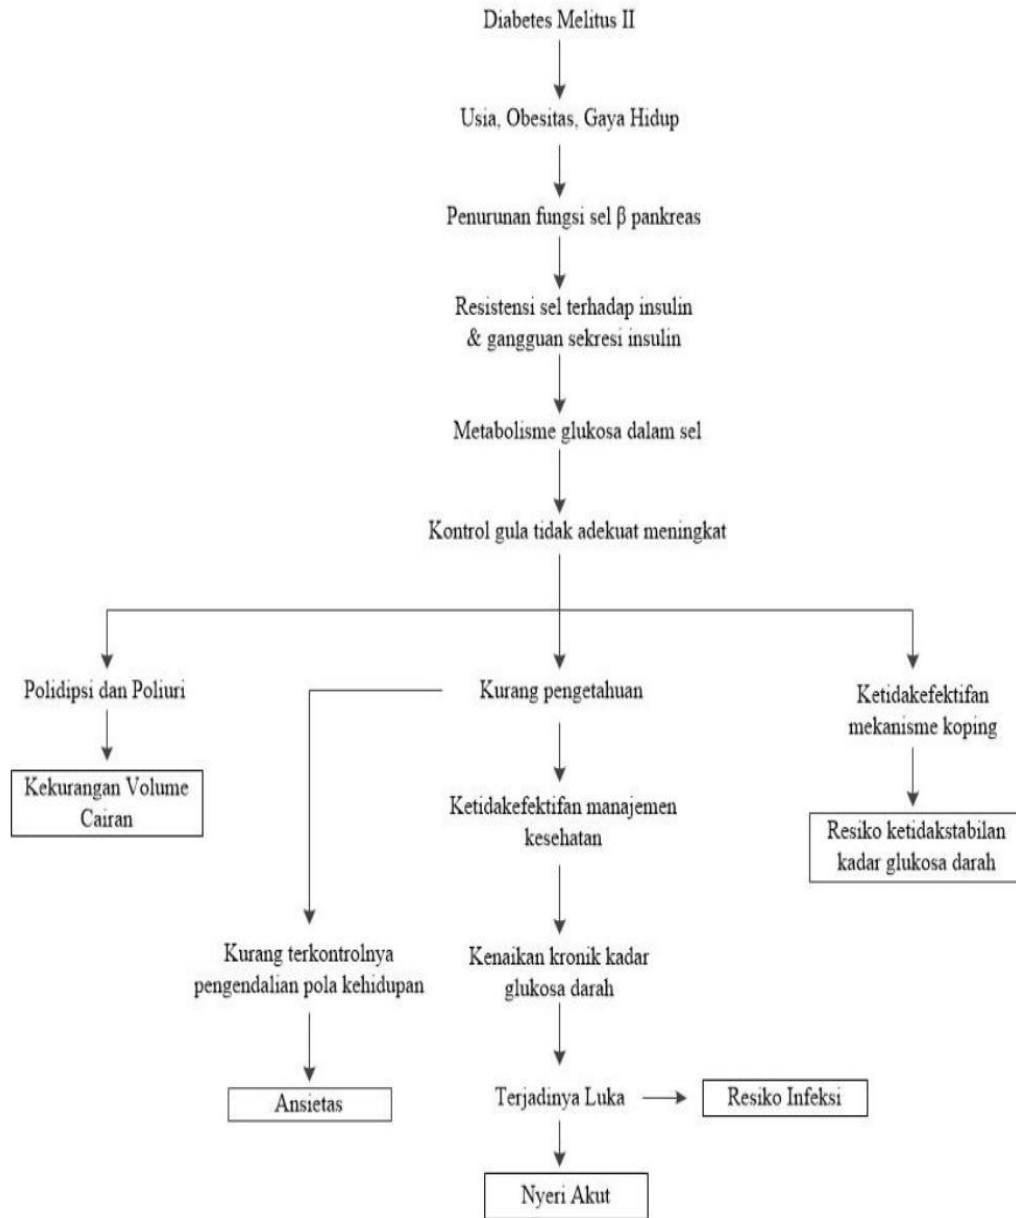 Diabetes Melitus II
Usia, Obesitas, Gaya Hidup
Penurunan fungsi sel β pankreas
Resistensi sel terhadap insulin
& gangguan sekresi insulin
Metabolisme glukosa dalam sel
Kontrol gula tidak adekuat meningkat
Polidipsi dan Poliuri
Kekurangan Volume
Cairan
Kurang pengetahuan
Ketidakefektifan manajemen
kesehatan
Ketidakefektifan
mekanisme koping
Resiko ketidakstabilan
kadar glukosa darah
Kurang terkontrolnya
pengendalian pola kehidupan
Ansietas
Kenaikan kronik kadar
glukosa darah
Terjadinya Luka
Resiko Infeksi
Nyeri Akut